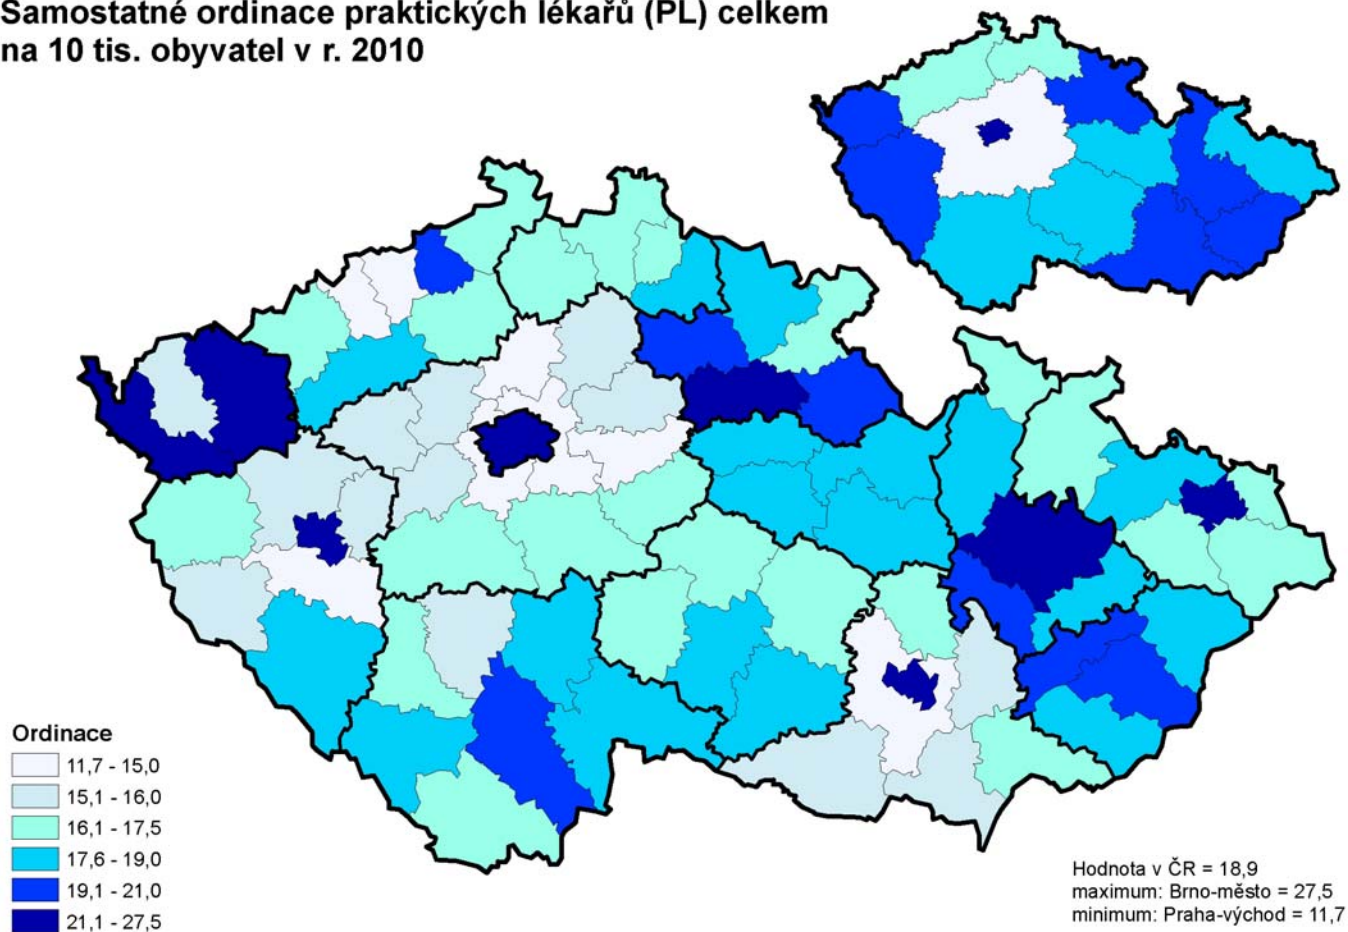 Samostatné ordinace praktických lékařů (PL) celkem
na 10 tis. obyvatel v r. 2010
Ordinace
11,7 - 15,0
15,1 - 16,0
16,1 - 17,5
17,6 - 19,0
19,1 - 21,0
21,1 - 27,5
Hodnota v ČR = 18,9
maximum: Brno-město = 27,5
minimum: Praha-východ = 11,7